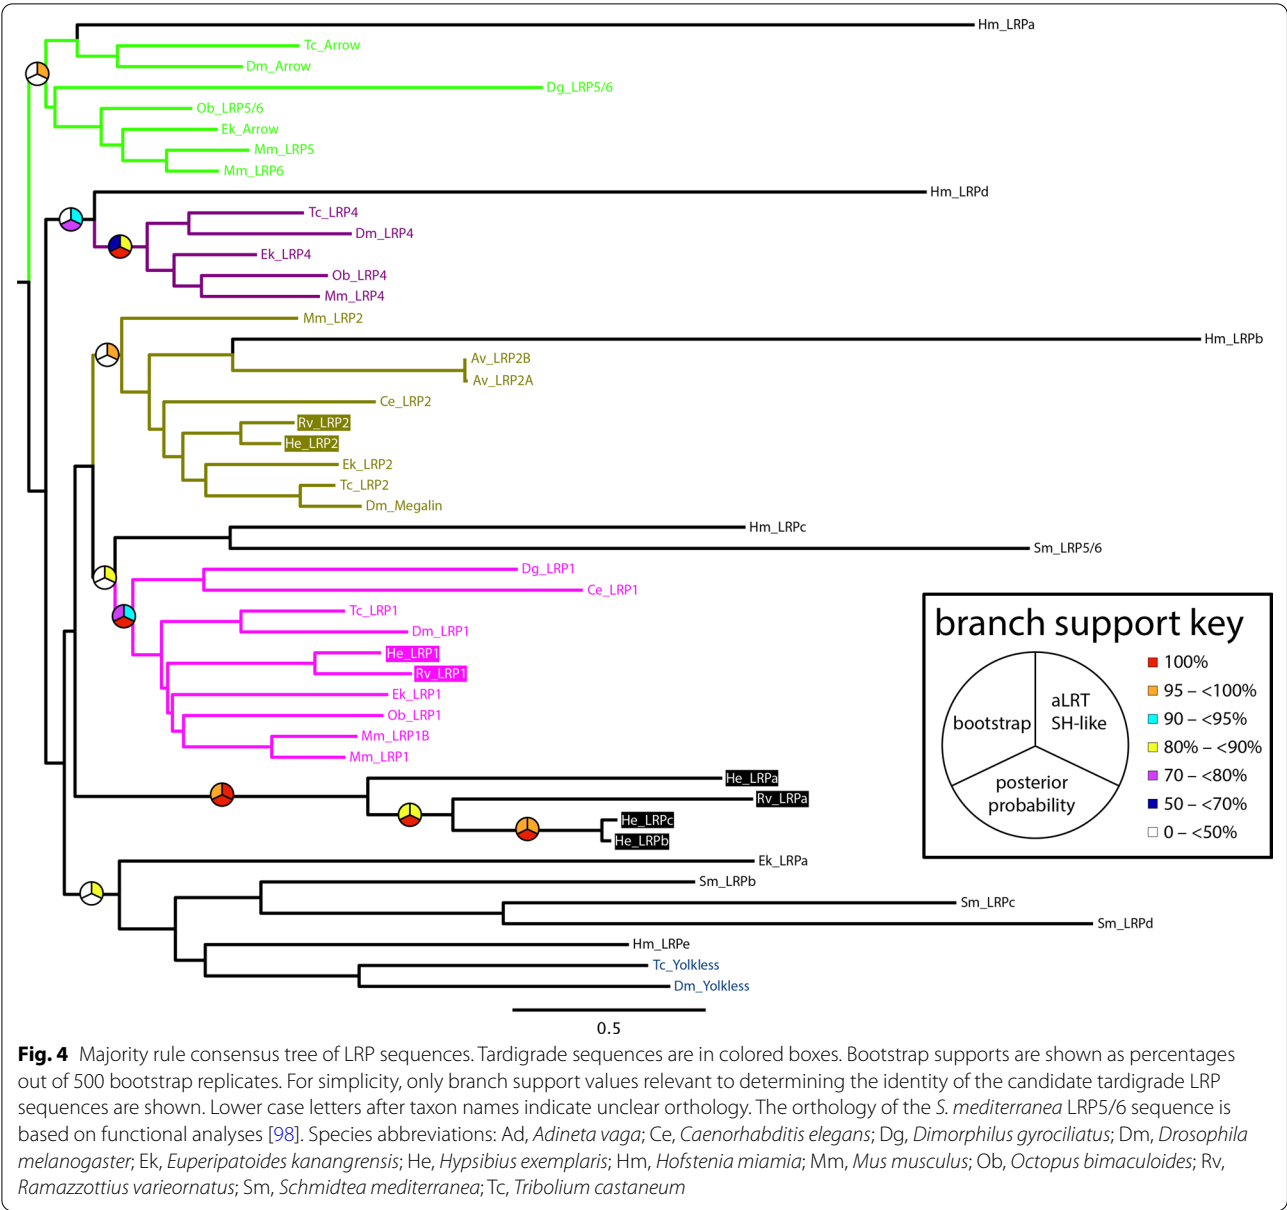 Hm_LRPa
Tc_Arrow
Dm_Arrow
Dg_LRP5/6
Ob_LRP5/6
Ek_Arrow
Mm_LRP5
Mm_LRP6
Hm_LRPd
Tc_LRP4
Dm_LRP4
Ek_LRP4
Ob_LRP4
Mm_LRP4
Mm_LRP2
Hm_LRPb
Av_LRP2B
Av_LRP2A
Ce_LRP2
Rv_LRP2
He_LRP2
Ek_LRP2
Tc_LRP2
Dm_Megalin
Hm_LRPc
Sm_LRP5/6
Dg_LRP1
Ce_LRP1
Tc_LRP1
Dm_LRP1
He_LRP1
Rv_LRP1
Ek_LRP1
Ob_LRP1
Mm_LRP1B
Mm_LRP1
He_LRPa
Rv_LRPa
He_LRPc
He_LRPb
Ek_LRPa
Sm_LRPb
Sm_LRPc
Sm_LRPd
Hm_LRPe
Tc_Yolkless
Dm_Yolkless
0.5
branch support key
bootstrap
aLRT
SH-like
posterior
probability
100%
95 – <100%
90 – <95%
80% – <90%
70 – <80%
50 – <70%
0 – <50%
Fig. 4 Majority rule consensus tree of LRP sequences. Tardigrade sequences are in colored boxes. Bootstrap supports are shown as percentages
out of 500 bootstrap replicates. For simplicity, only branch support values relevant to determining the identity of the candidate tardigrade LRP
sequences are shown. Lower case letters after taxon names indicate unclear orthology. The orthology of the S. mediterranea LRP5/6 sequence is
based on functional analyses [98]. Species abbreviations: Ad, Adineta vaga; Ce, Caenorhabditis elegans; Dg, Dimorphilus gyrociliatus; Dm, Drosophila
melanogaster; Ek, Euperipatoides kanangrensis; He, Hypsibius exemplaris; Hm, Hofstenia miamia; Mm, Mus musculus; Ob, Octopus bimaculoides; Rv,
Ramazzottius varieornatus; Sm, Schmidtea mediterranea; Tc, Tribolium castaneum